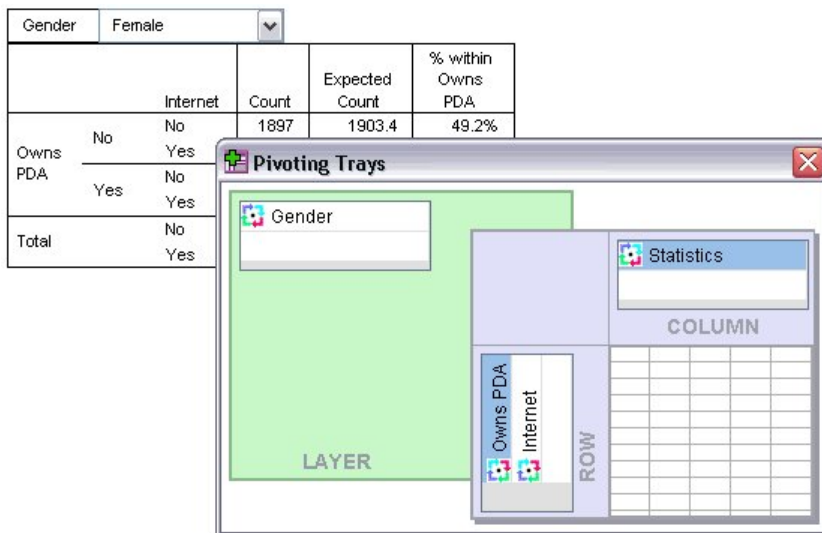 Gender Female
% within
Expected Owns
Internet Count Count PDA
No 1897 1903.4 49.2%
No
Owns Yes
PDA No
Yes
Yes
No
Total
Yes
Pivoting Trays
Gender
Statistics
COLUMN
Owns PDA
Internet
ROW
LAYER